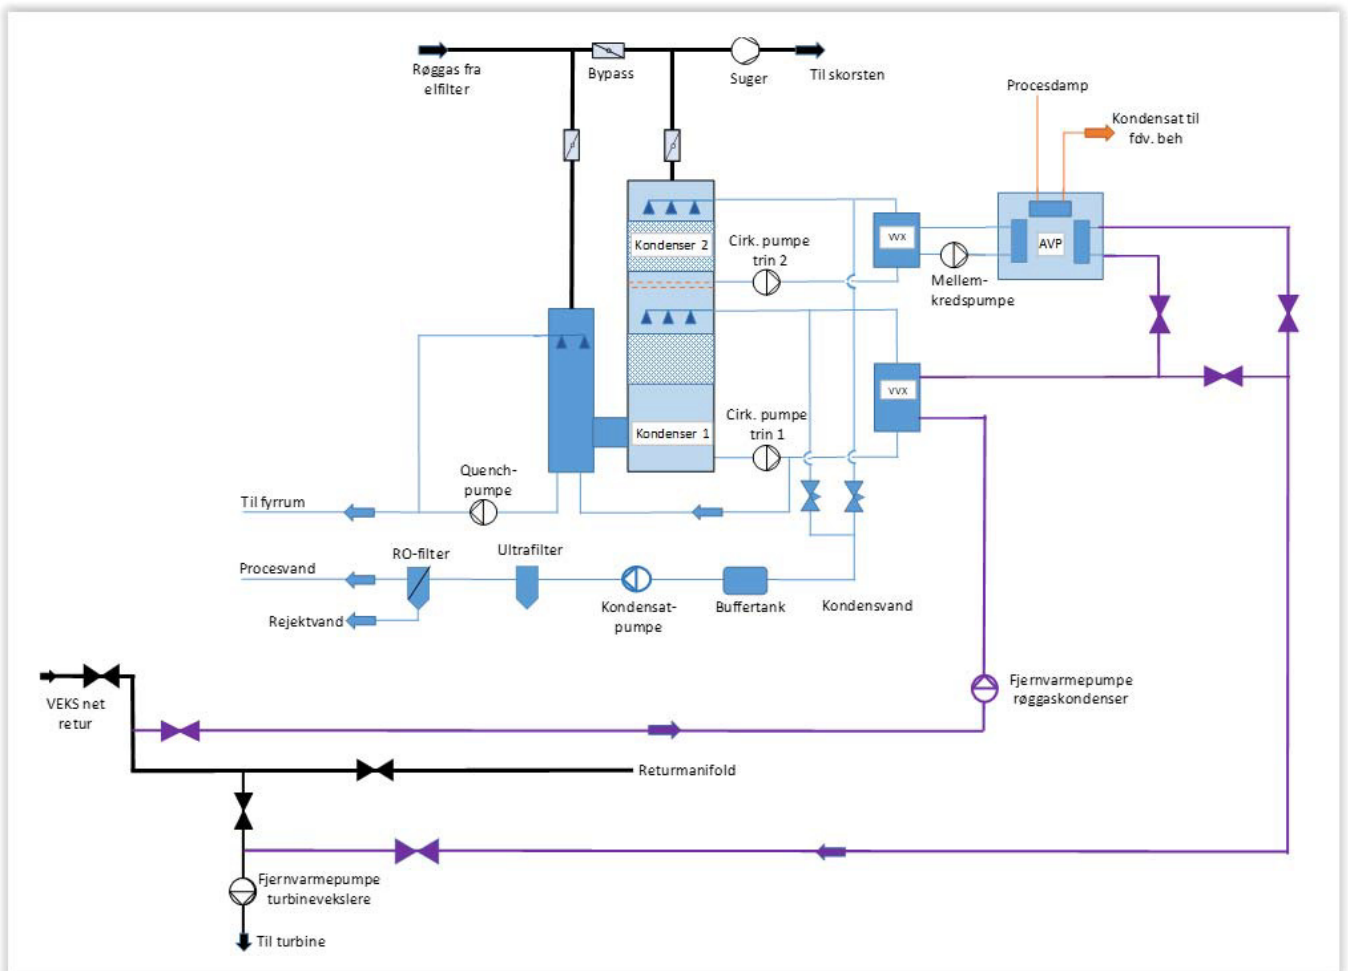 Røggas fra
elfilter
Bypass
Suger
Til skorsten
Procesdamp
Kondensat til
fdv. beh
Kondenser 2
Cirk. pumpe
trin 2
vvx
AVP
Mellem-
kredspumpe
vvx
Cirk. pumpe
trin 1
Kondenser 1
Quench-
pumpe
Til fyrrum
RO-filter
Ultrafilter
Procesvand
Kondensat-
pumpe
Buffertank
Kondensvand
Rejektvand
VEKS net
retur
Fjernvarmepumpe
røggaskondenser
Returmanifold
Fjernvarmepumpe
turbinevekslere
Til turbine